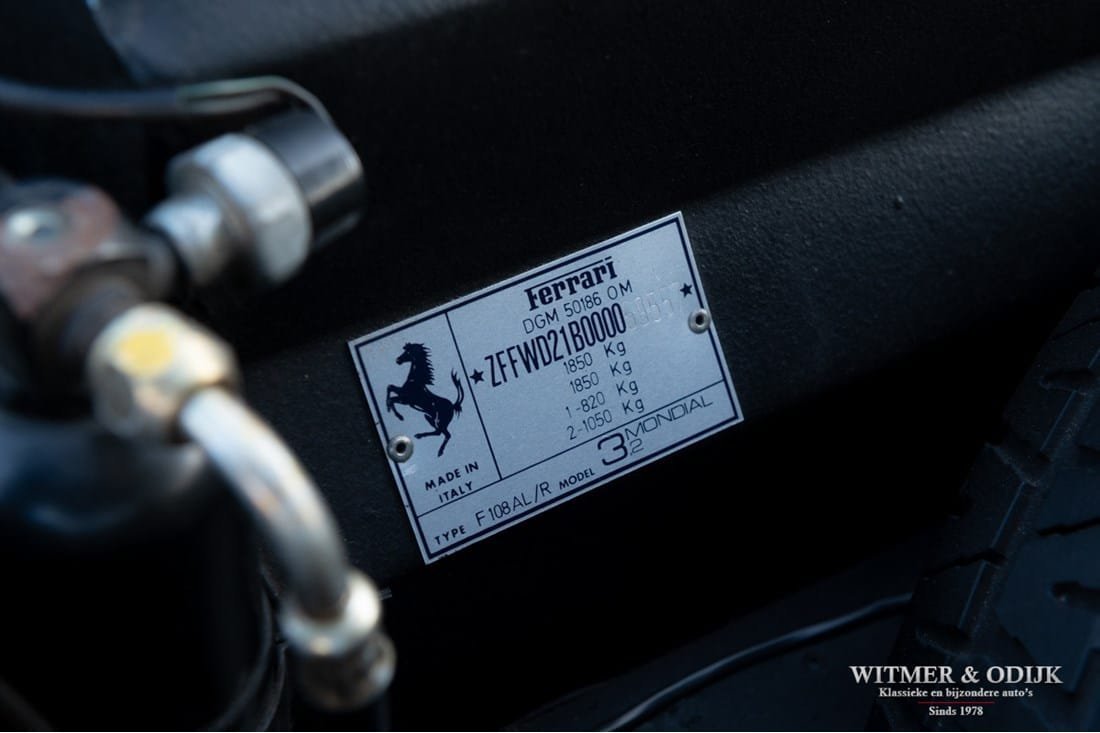 Ferrari
DGM 50186 OM
★ZFFWD21B0000 ★
1850 Kg
1850 Kg
1-820 Kg
2-1050 Kg
MADE IN
ITALY
TYPE F108AL/R MODEL 3.2 MONDIAL
WITMER & ODIJK
Klassieke en bijzondere auto's
Sinds 1978